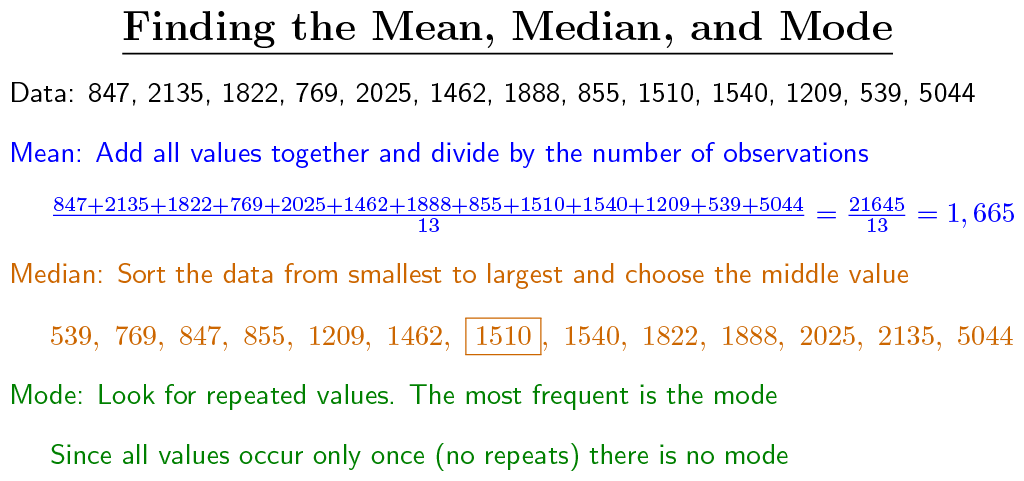 Finding the Mean, Median, and Mode
Data: 847, 2135, 1822, 769, 2025, 1462, 1888, 855, 1510, 1540, 1209, 539, 5044
Mean: Add all values together and divide by the number of observations
847+2135+1822+769+2025+1462+1888+855+1510+1540+1209+539+5044
13
= 21645
13
= 1, 665
Median: Sort the data from smallest to largest and choose the middle value
539, 769, 847, 855, 1209, 1462, 1510, 1540, 1822, 1888, 2025, 2135, 5044
Mode: Look for repeated values. The most frequent is the mode
Since all values occur only once (no repeats) there is no mode